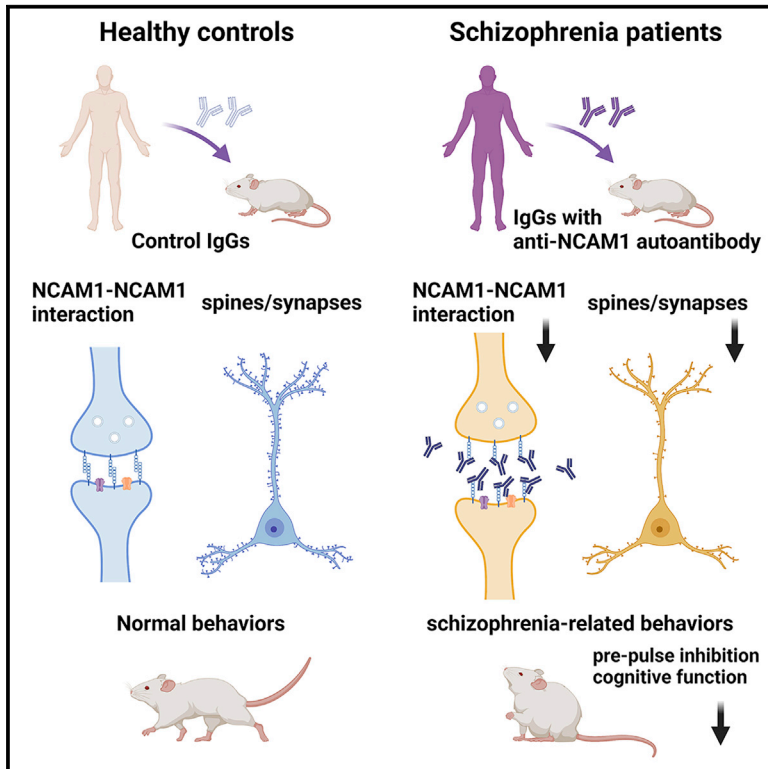 Healthy controls
Schizophrenia patients
Control IgGs
IgGs with
anti-NCAM1 autoantibody
NCAM1-NCAM1
interaction
spines/synapses
NCAM1-NCAM1
interaction
spines/synapses
Normal behaviors
schizophrenia-related behaviors
pre-pulse inhibition
cognitive function